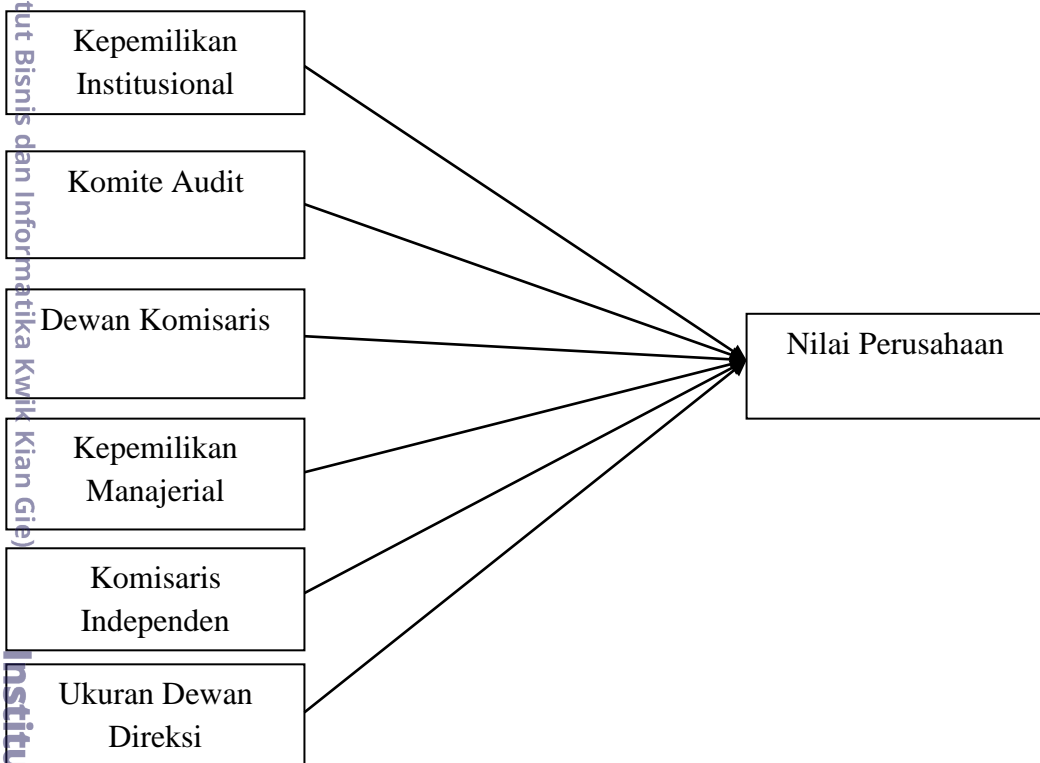 Kepemilikan
Institusional
Komite Audit
Dewan Komisaris
Kepemilikan
Manajerial
Komisaris
Independen
Ukuran Dewan
Direksi
Nilai Perusahaan
tut Bisnis dan Informatika Kwik Kian Gie)
Institu